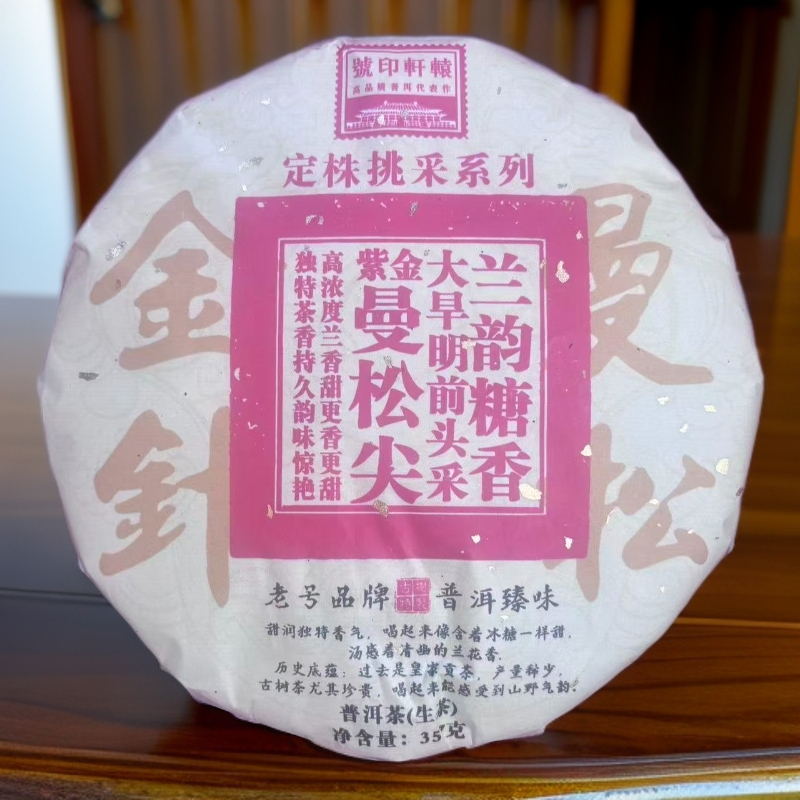 號印軒轅
高品質普洱代表作
定株挑采系列
曼松
金針
兰韵糖香
大旱明前头采
紫金
曼松尖
高浓度兰香甜更香更甜
独特茶香持久韵味惊艳
老号品牌 普洱臻味
甜润独特香气，喝起来像含着冰糖一样甜，
汤感着清幽的兰花香。
历史底蕴：过去是皇家贡茶，产量稀少，
古树茶尤其珍贵，喝起来能感受到山野气韵。
普洱茶(生茶)
净含量：357克